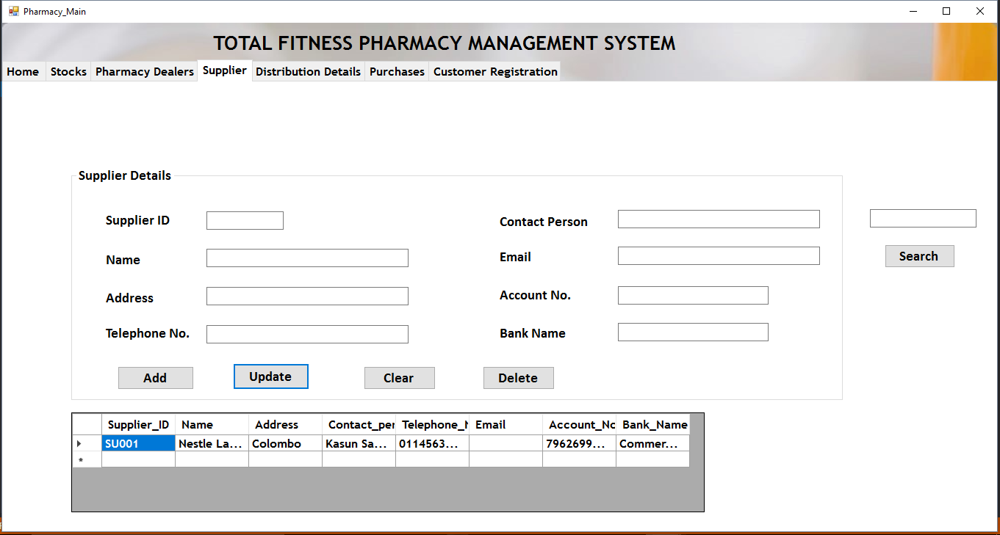 Pharmacy_Main
TOTAL FITNESS PHARMACY MANAGEMENT SYSTEM
Home Stocks Pharmacy Dealers Supplier Distribution Details Purchases Customer Registration
Supplier Details
Supplier ID
Contact Person
Name
Email
Search
Address
Account No.
Telephone No.
Bank Name
Add Update Clear Delete
Supplier_ID Name Address Contact_per Telephone_N Email Account_No Bank_Name
SU001 Nestle La... Colombo Kasun Sa... 0114563... 7962699... Commer...
*